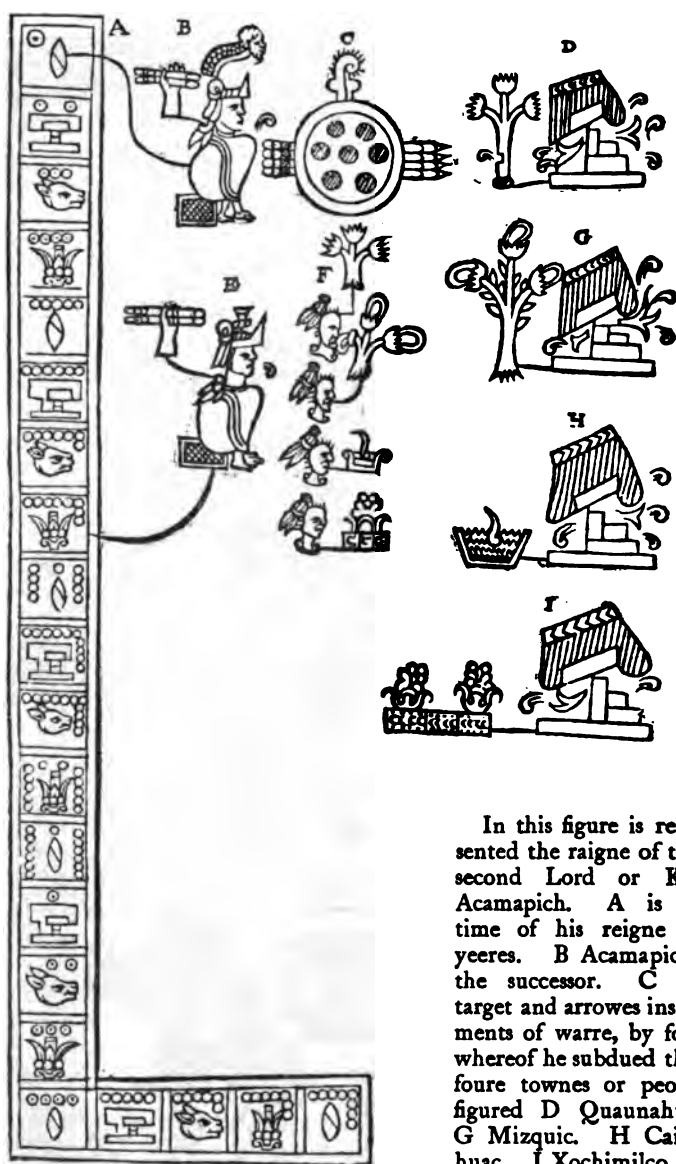 A B C D
E F G
H
I
In this figure is re
sented the raigne of t
second Lord or K
Acamapich. A is
time of his reigne
yeeres. B Acamapic
the successor. C
target and arrowes ins
ments of warre, by fo
whereof he subdued th
foure townes or peo
figured D Quaunah
G Mizquic. H Cai
huac. I Xochimilco